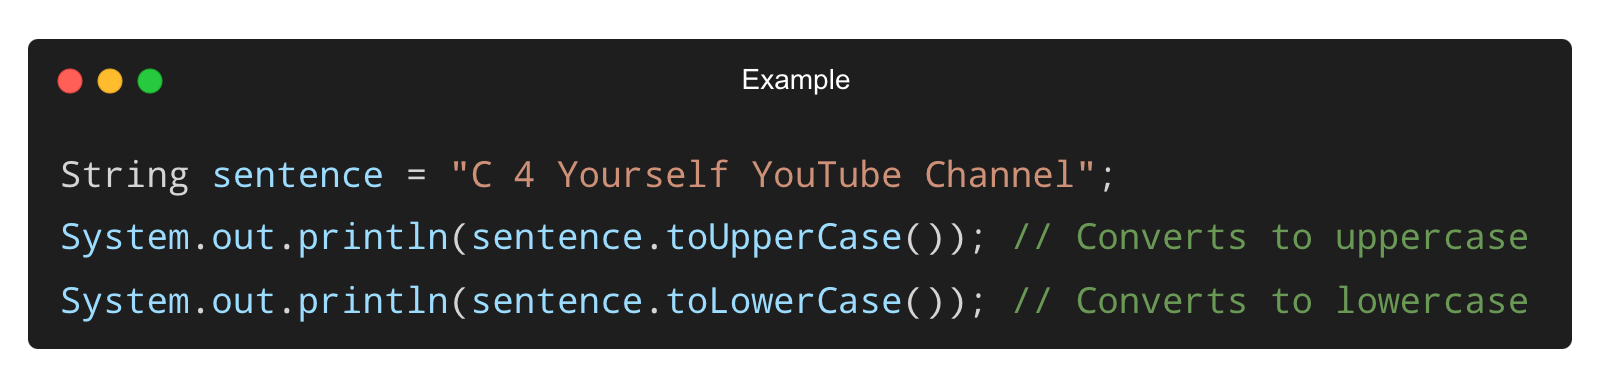 Example
String sentence = "C 4 Yourself YouTube Channel";
System.out.println(sentence.toUpperCase()); // Converts to uppercase
System.out.println(sentence.toLowerCase()); // Converts to lowercase